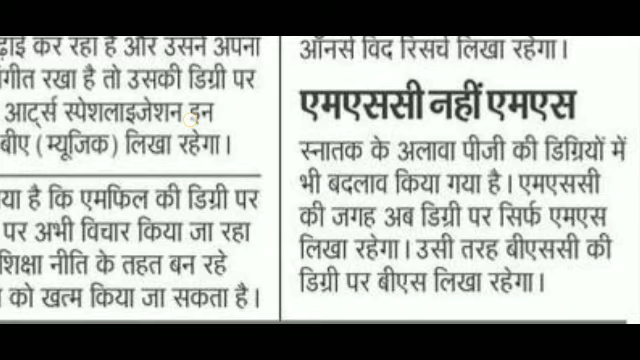 ढ़ाई कर रहा है और उसने अपना
गीत रखा है तो उसकी डिग्री पर
आर्ट्स स्पेशलाइजेशन इन
बीए (म्यूजिक) लिखा रहेगा।
या है कि एमफिल की डिग्री पर
पर अभी विचार किया जा रहा
शिक्षा नीति के तहत बन रहे
को खत्म किया जा सकता है।
ऑनर्स विद रिसर्च लिखा रहेगा।
एमएससी नहीं एमएस
स्नातक के अलावा पीजी की डिग्रियों में
भी बदलाव किया गया है। एमएससी
की जगह अब डिग्री पर सिर्फ एमएस
लिखा रहेगा। उसी तरह बीएससी की
डिग्री पर बीएस लिखा रहेगा।